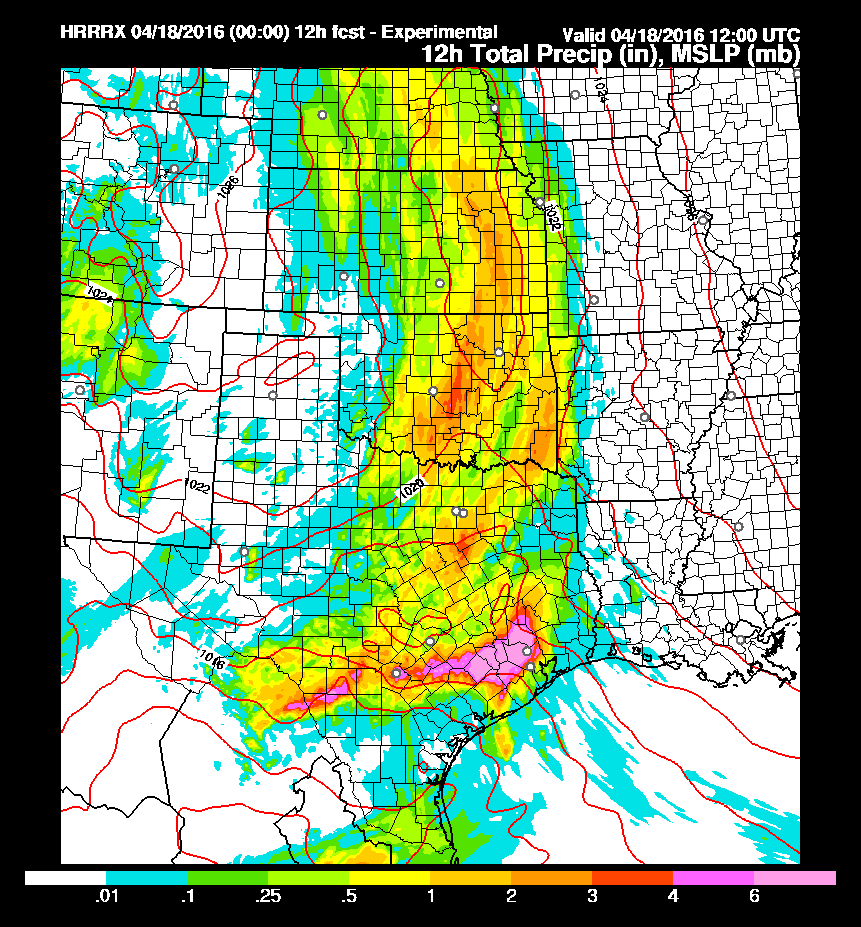 HRRRX 04/18/2016 (00:00) 12h fcst - Experimental
Valid 04/18/2016 12:00 UTC
12h Total Precip (in), MSLP (mb)
1024
1026
1022
1024
1022
1020
1016
.01 .1 .25 .5 1 2 3 4 6